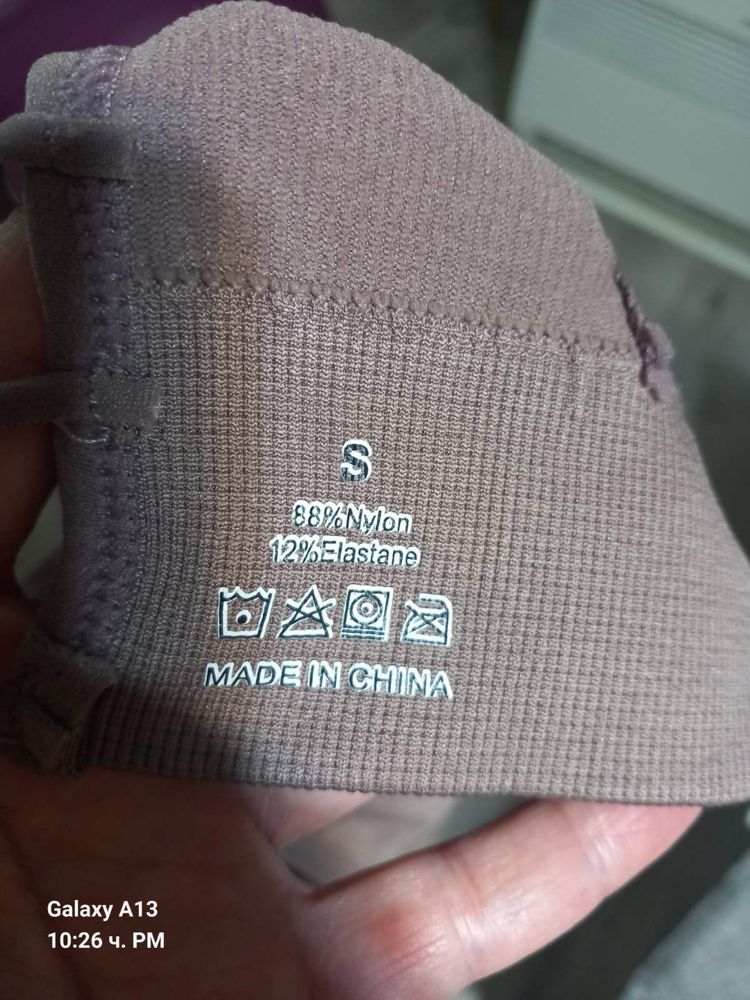 S
88%Nylon
12%Elastane
MADE IN CHINA
Galaxy A13
10:26 ч. PM